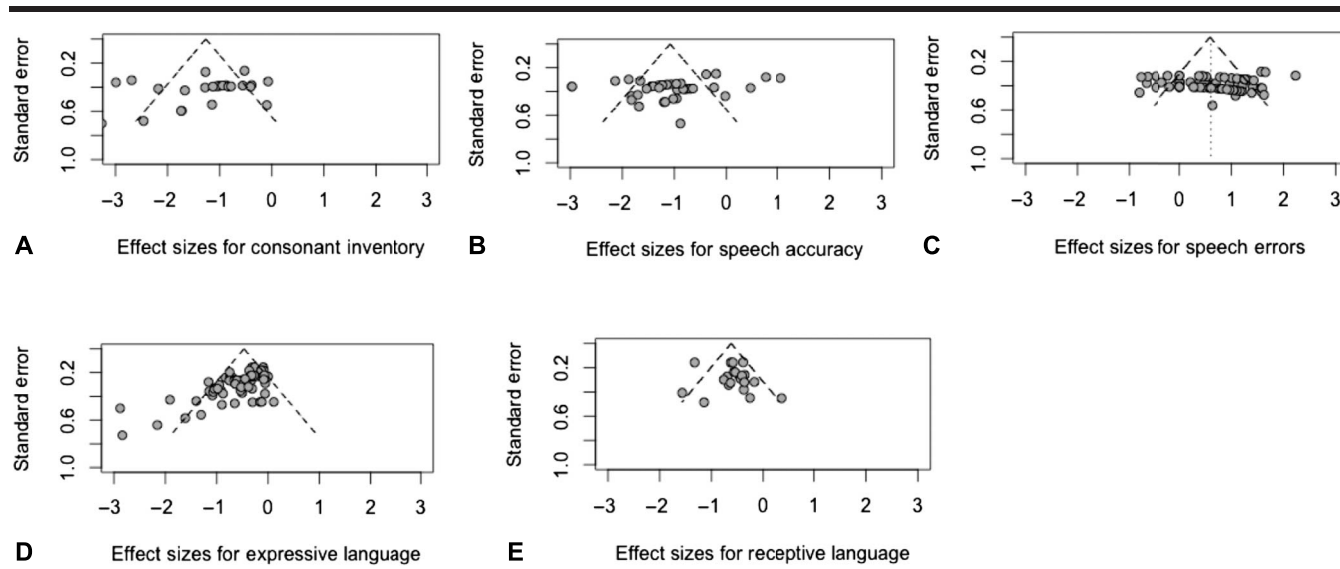 Standard error
0.2
0.6
1.0
−3 −2 −1 0 1 2 3
A Effect sizes for consonant inventory
Standard error
0.2
0.6
1.0
−3 −2 −1 0 1 2 3
B Effect sizes for speech accuracy
Standard error
0.2
0.6
1.0
−3 −2 −1 0 1 2 3
C Effect sizes for speech errors
Standard error
0.2
0.6
1.0
−3 −2 −1 0 1 2 3
D Effect sizes for expressive language
Standard error
0.2
0.6
1.0
−3 −2 −1 0 1 2 3
E Effect sizes for receptive language